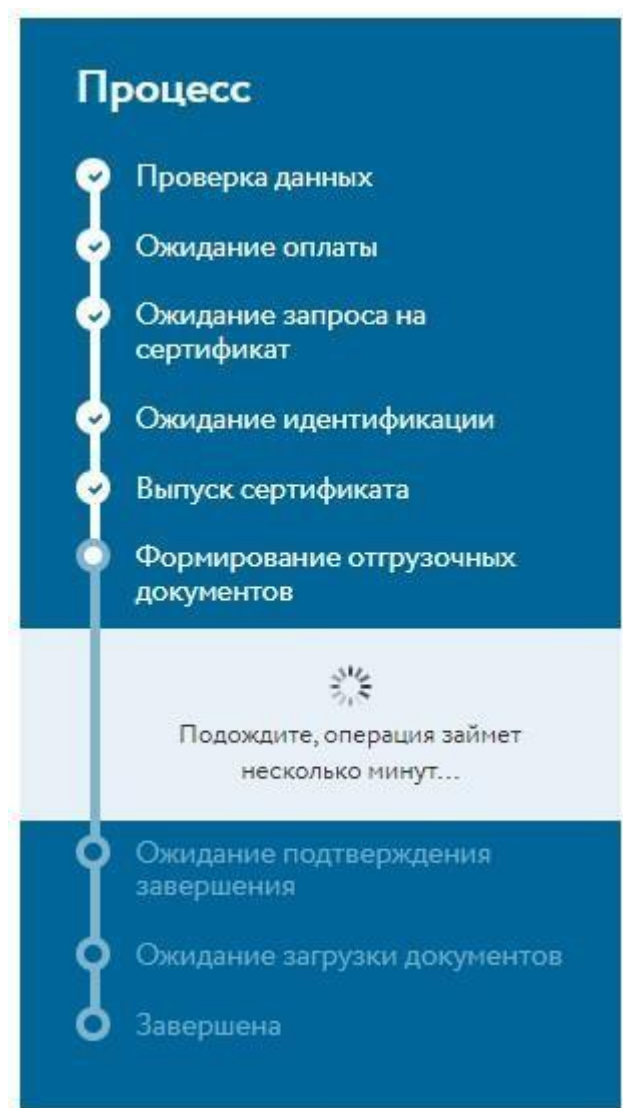 Процесс
Проверка данных
Ожидание оплаты
Ожидание запроса на
сертификат
Ожидание идентификации
Выпуск сертификата
Формирование отгрузочных
документов
Подождите, операция займет
несколько минут...
Ожидание подтверждения
завершения
Ожидание загрузки документов
Завершена